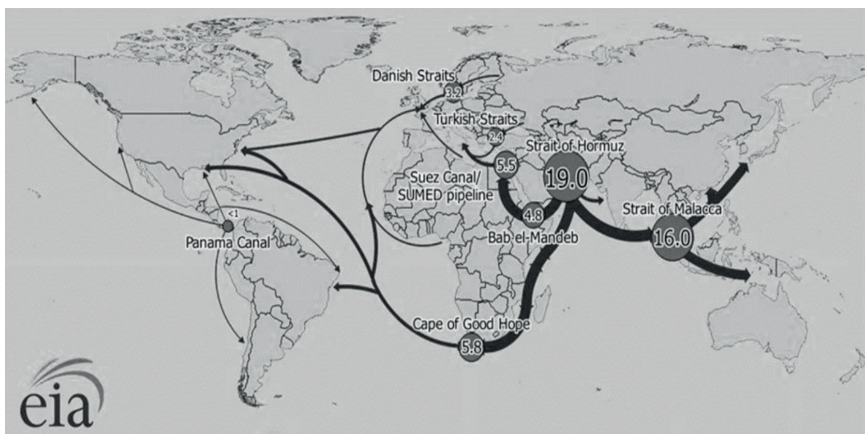 Danish Straits
3.2
Turkish Straits
2.4
Strait of Hormuz
5.5
19.0
Suez Canal/
SUMED pipeline
4.8
Bab el-Mandeb
Strait of Malacca
16.0
<1
Panama Canal
Cape of Good Hope
5.8
eia